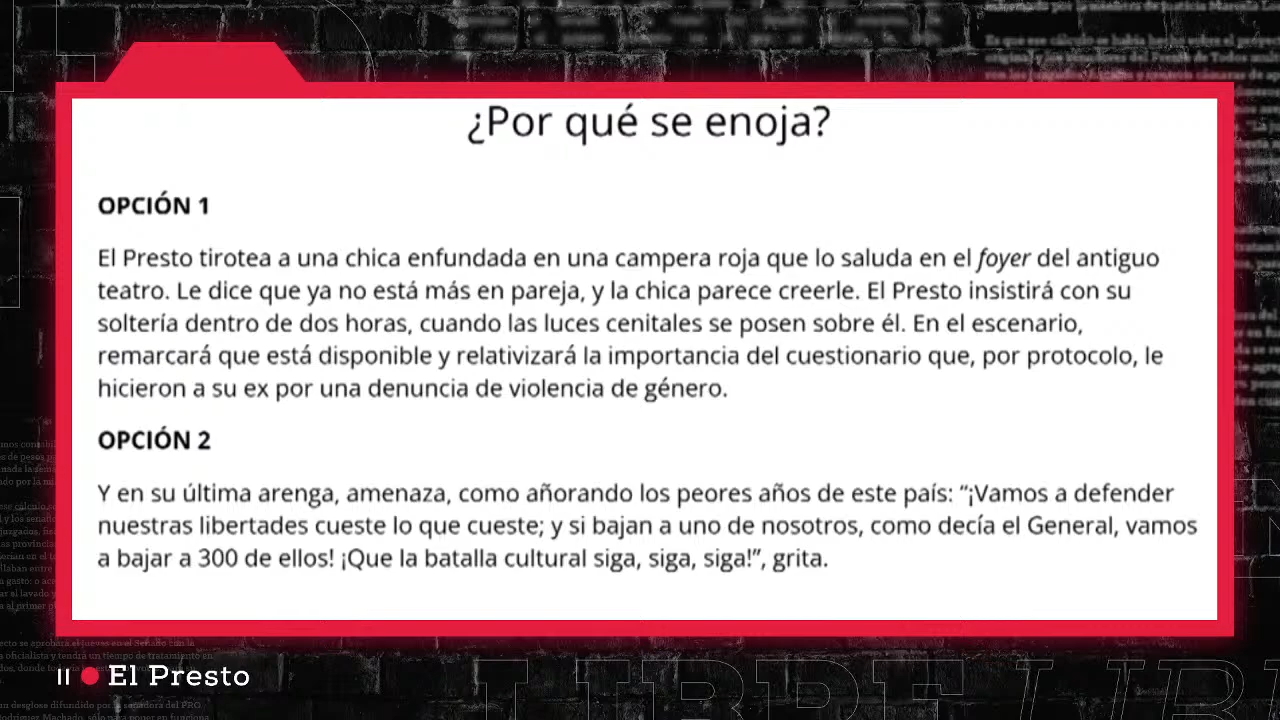 ¿Por qué se enoja?
OPCIÓN 1
El Presto tirotea a una chica enfundada en una campera roja que lo saluda en el foyer del antiguo
teatro. Le dice que ya no está más en pareja, y la chica parece creerle. El Presto insistirá con su
soltería dentro de dos horas, cuando las luces cenitales se posen sobre él. En el escenario,
remarcará que está disponible y relativizará la importancia del cuestionario que, por protocolo, le
hicieron a su ex por una denuncia de violencia de género.
OPCIÓN 2
Y en su última arenga, amenaza, como añorando los peores años de este país: “¡Vamos a defender
nuestras libertades cueste lo que cueste; y si bajan a uno de nosotros, como decía el General, vamos
a bajar a 300 de ellos! ¡Que la batalla cultural siga, siga, siga!”, grita.
El Presto